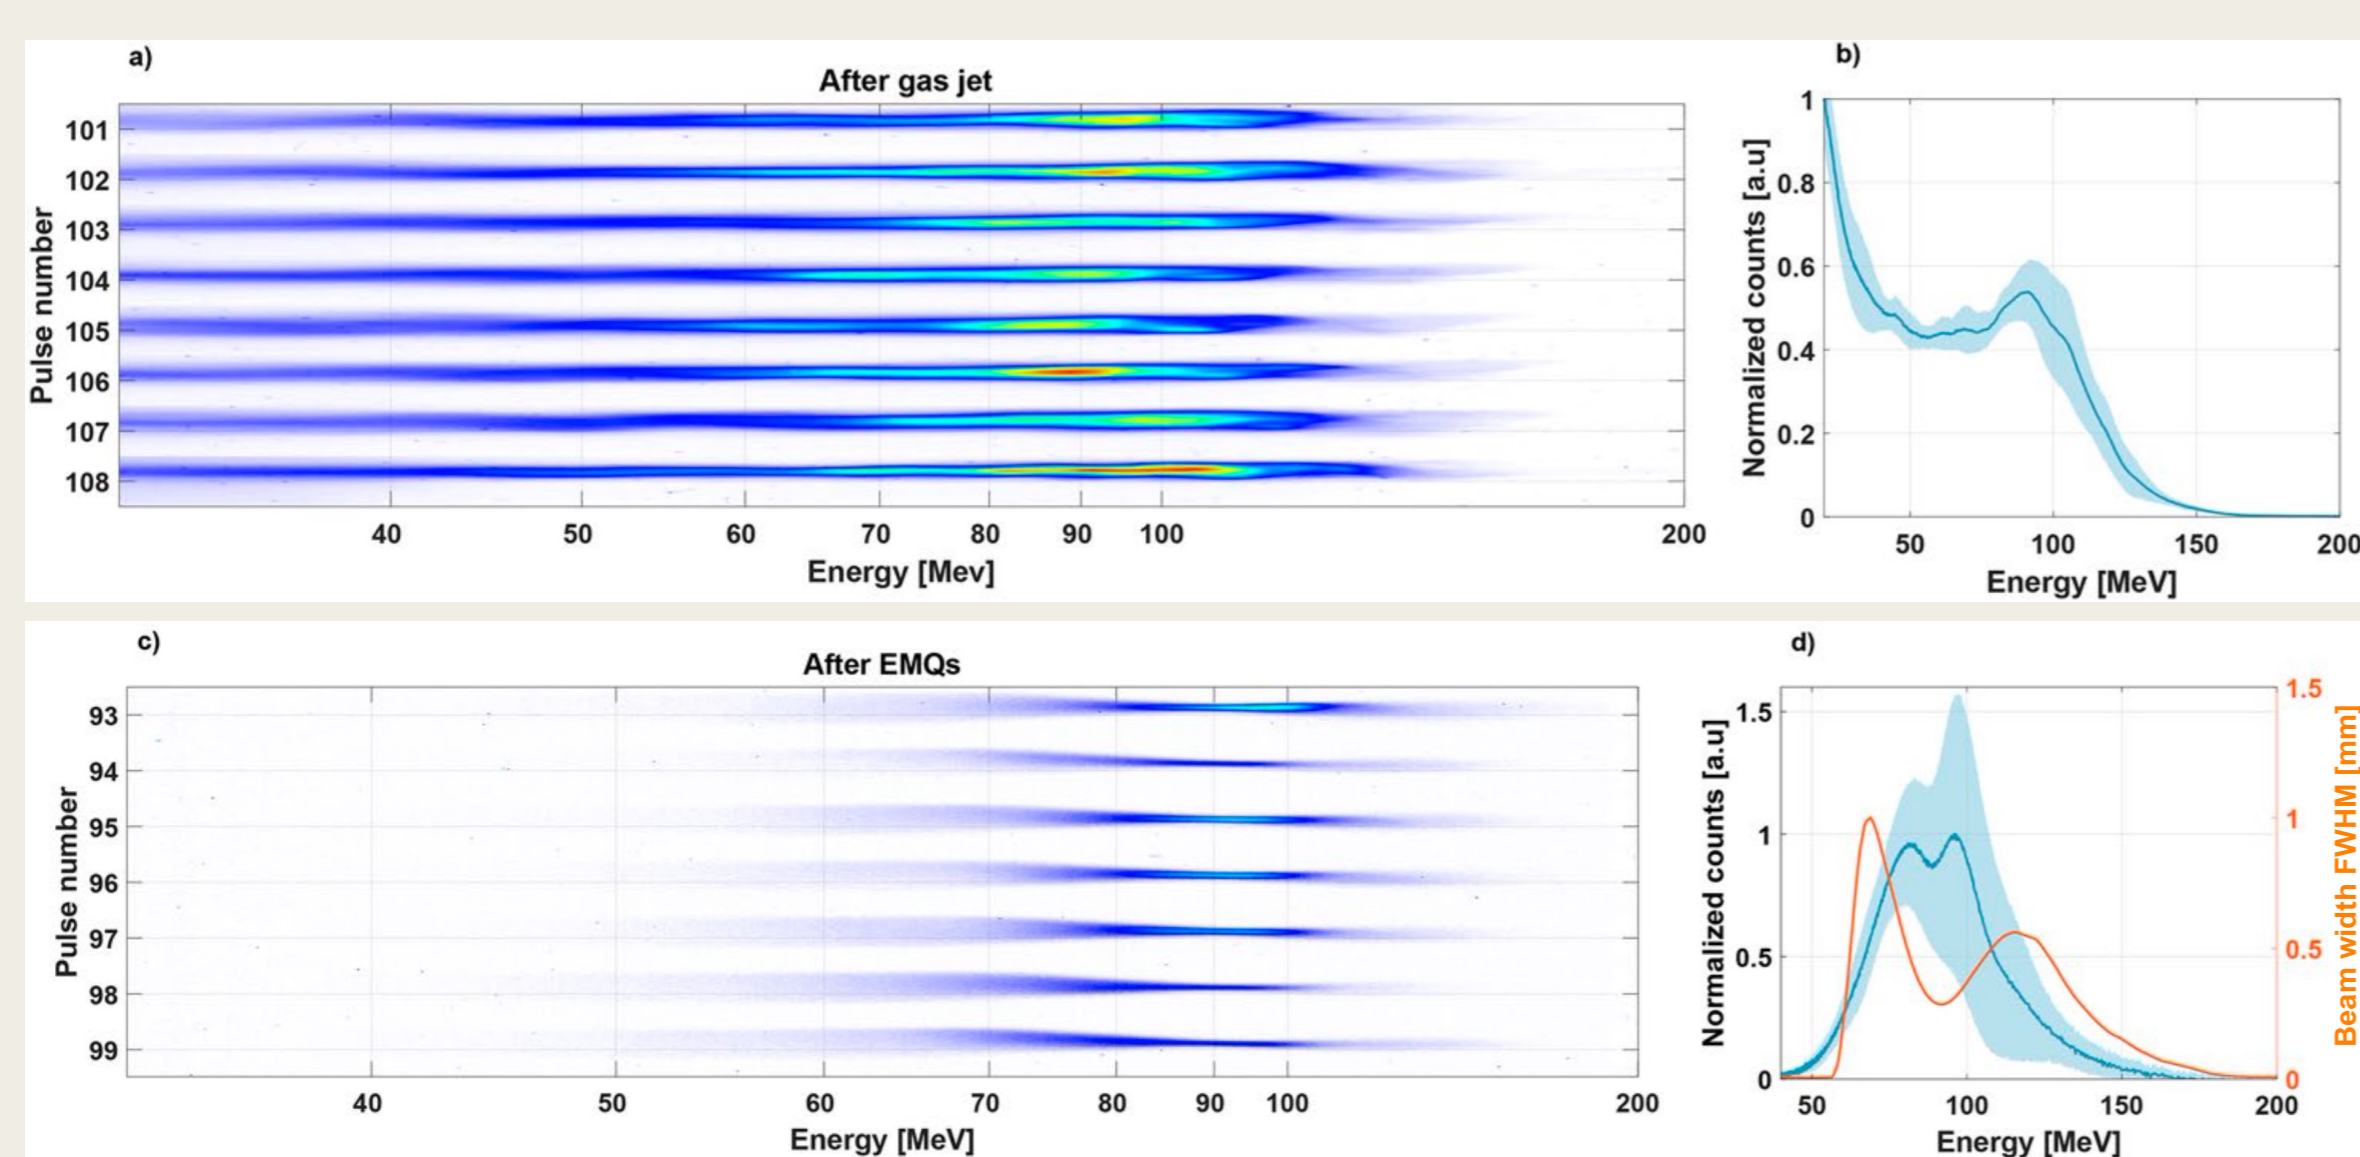 a)
After gas jet
Pulse number
101
102
103
104
105
106
107
108
40 50 60 70 80 90 100 200
Energy [Mev]
b)
Normalized counts [a.u]
1
0.8
0.6
0.4
0.2
0
50 100 150 200
Energy [MeV]
c)
After EMQs
Pulse number
93
94
95
96
97
98
99
40 50 60 70 80 90 100 200
Energy [MeV]
d)
Normalized counts [a.u]
1.5
1
0.5
0
1.5
1
0.5
0
Beam width FWHM [mm]
50 100 150 200
Energy [MeV]